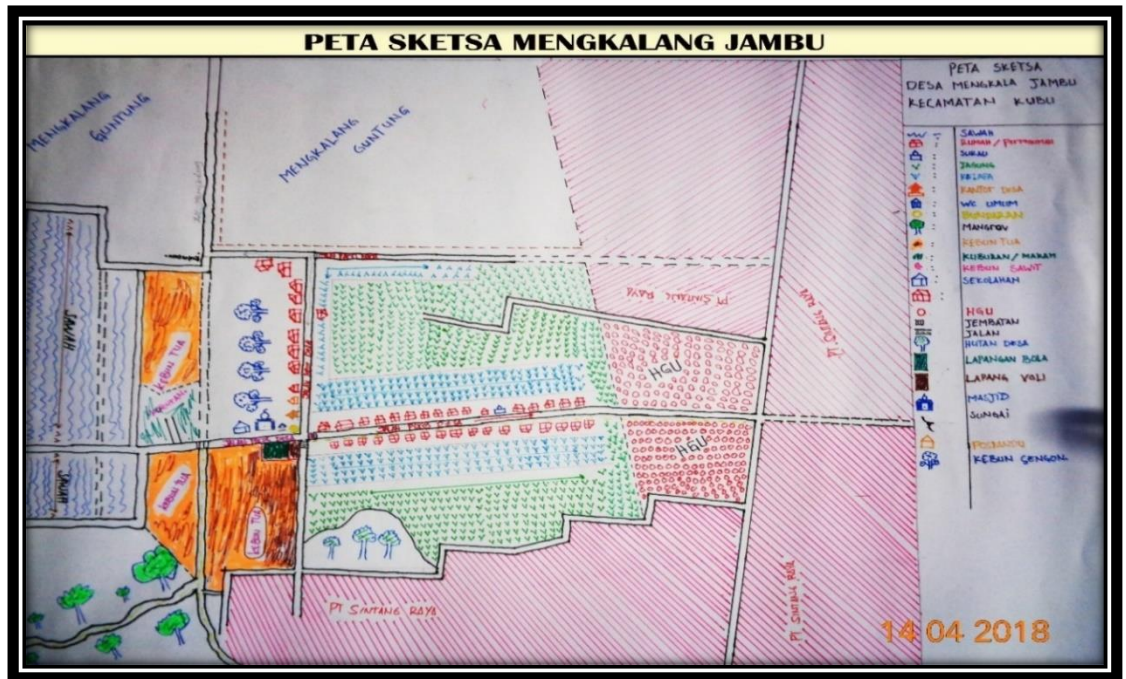 PETA SKETSA MENGKALANG JAMBU
PETA SKETSA
DESA MENGKALA JAMBU
KECAMATAN KUBU
SAWAH
RUMAH / PERMUKIMAN
SURAU
JAGUNG
KELAPA
KANTOR DESA
WC UMUM
BUNDARAN
MANGROV
KEBUN TUA
KUBURAN / MAKAM
KEBUN SAWIT
SEKOLAHAN
HGU
JEMBATAN
JALAN
HUTAN DESA
LAPANGAN BOLA
LAPANG VOLI
MASJID
SUNGAI
POSYANDU
KEBUN SENGON
MENGKALANG
GUNTUNG
MENGKALANG
GUNTUNG
PT SINTANG RAYA
PT SINTANG RAYA
SAWAH
KEBUN TUA
HGU
HGU
SAWAH
KEBUN TUA
KEBUN TUA
PT SINTANG RAYA
PT SINTANG RAYA
14 04 2018